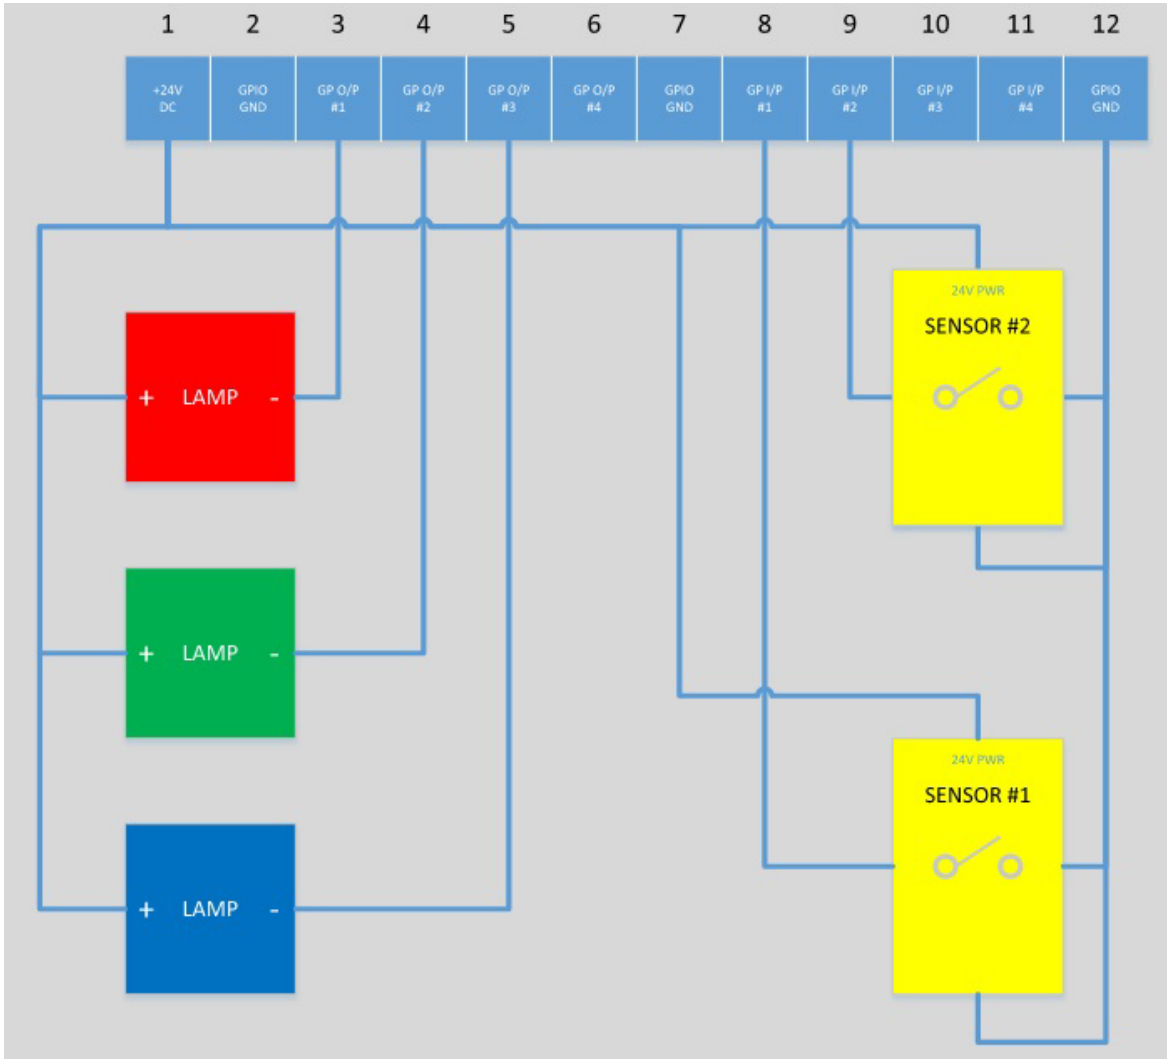 1 2 3 4 5 6 7 8 9 10 11 12
+24V GPIO GP O/P GP O/P GP O/P GP O/P GPIO GP I/P GP I/P GP I/P GP I/P GPIO
DC GND #1 #2 #3 #4 GND #1 #2 #3 #4 GND
24V PWR
SENSOR #2
+ LAMP -
+ LAMP -
24V PWR
SENSOR #1
+ LAMP -